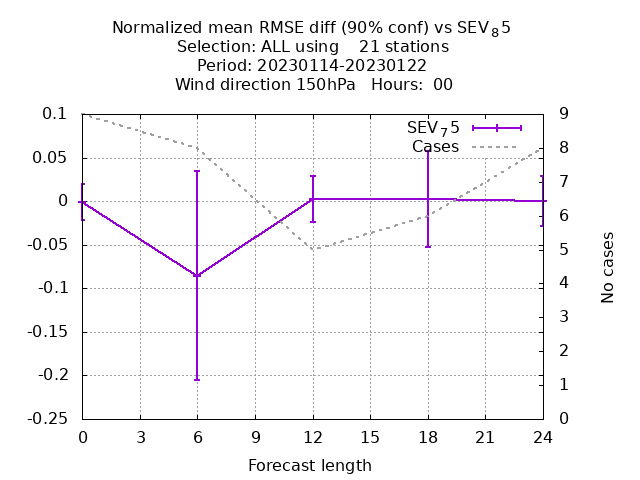 Normalized mean RMSE diff (90% conf) vs SEV₈5
Selection: ALL using    21 stations
Period: 20230114-20230122
Wind direction 150hPa   Hours:  00
SEV₇5
Cases
0.1
0.05
0
-0.05
-0.1
-0.15
-0.2
-0.25
9
8
7
6
5
4
3
2
1
0
No cases
0 3 6 9 12 15 18 21 24
Forecast length